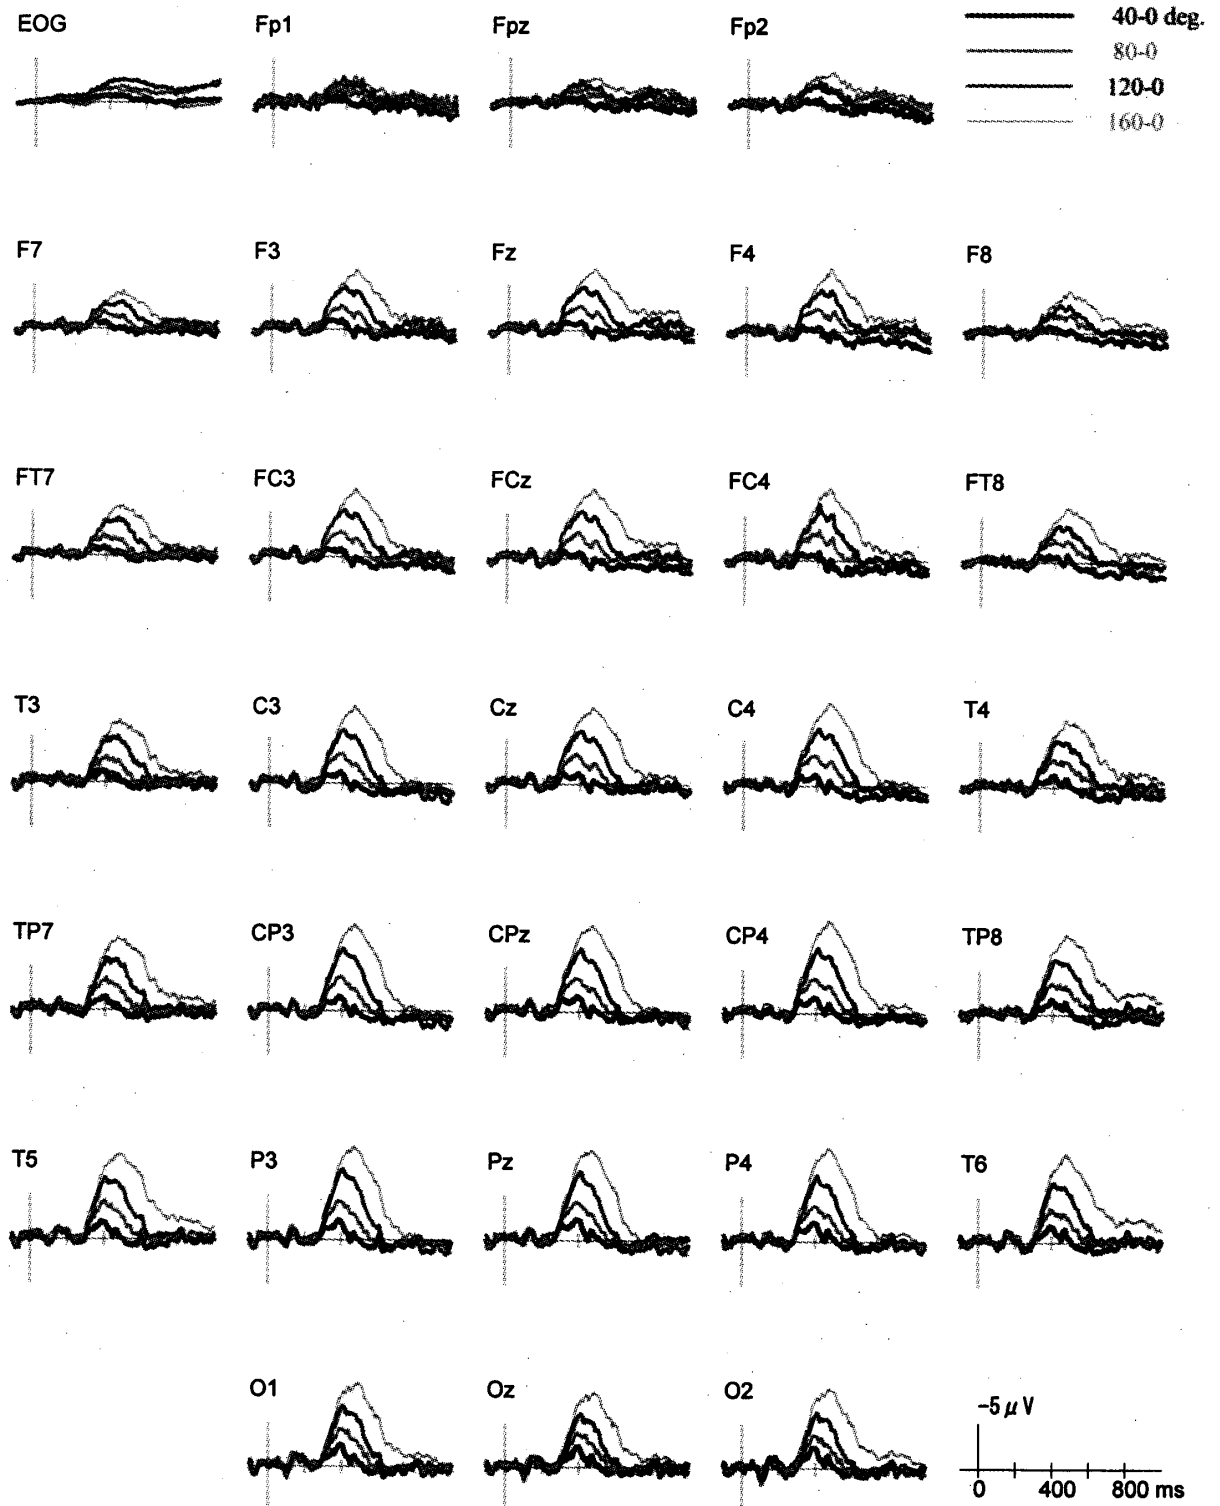 EOG Fp1 Fpz Fp2
40-0 deg.
80-0
120-0
160-0
F7 F3 Fz F4 F8
FT7 FC3 FCz FC4 FT8
T3 C3 Cz C4 T4
TP7 CP3 CPz CP4 TP8
T5 P3 Pz P4 T6
O1 Oz O2
−5 μ V
0 400 800 ms